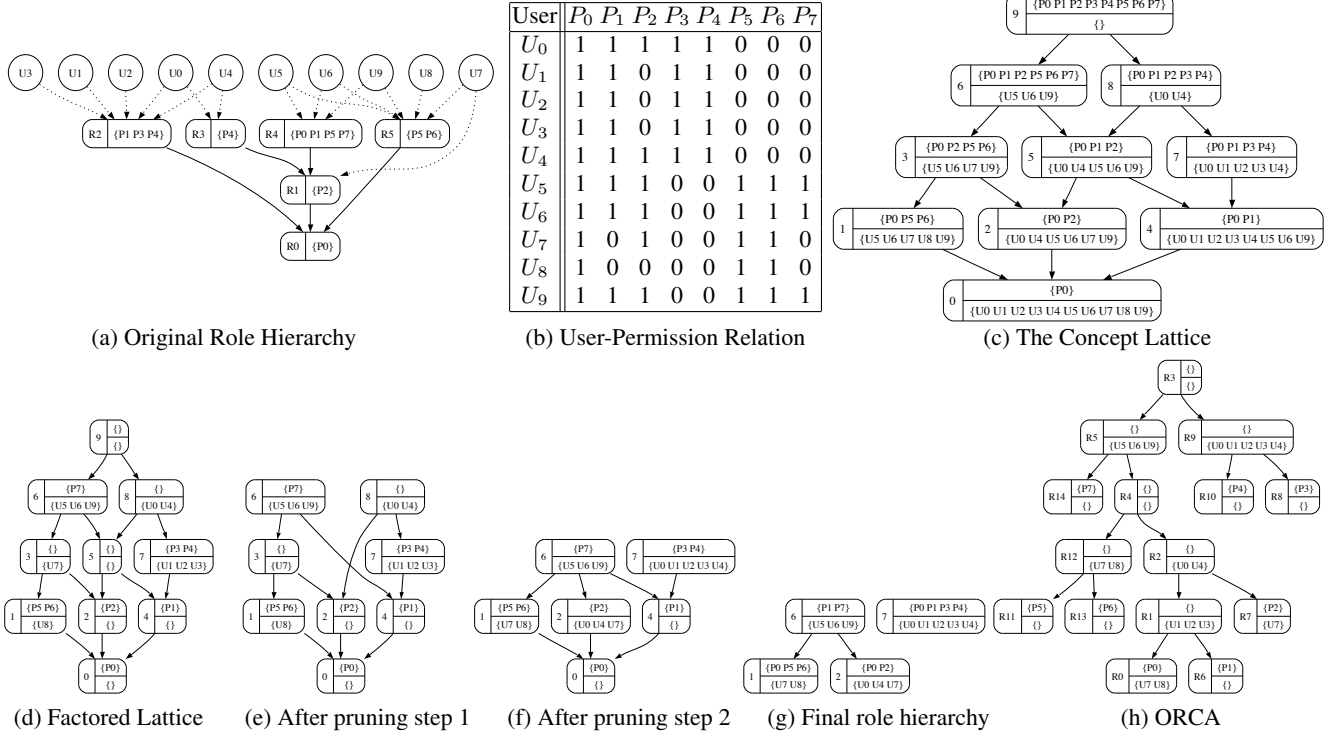 U3 U1 U2 U0 U4 U5 U6 U9 U8 U7
R2 {P1 P3 P4} R3 {P4} R4 {P0 P1 P5 P7} R5 {P5 P6}
R1 {P2}
R0 {P0}
(a) Original Role Hierarchy
User P0 P1 P2 P3 P4 P5 P6 P7
U0 1 1 1 1 1 0 0 0
U1 1 1 0 1 1 0 0 0
U2 1 1 0 1 1 0 0 0
U3 1 1 0 1 1 0 0 0
U4 1 1 1 1 1 0 0 0
U5 1 1 1 0 0 1 1 1
U6 1 1 1 0 0 1 1 1
U7 1 0 1 0 0 1 1 0
U8 1 0 0 0 0 1 1 0
U9 1 1 1 0 0 1 1 1
(b) User-Permission Relation
9 {P0 P1 P2 P3 P4 P5 P6 P7}
{}
6 {P0 P1 P2 P5 P6 P7} 8 {P0 P1 P2 P3 P4}
{U5 U6 U9} {U0 U4}
3 {P0 P2 P5 P6} 5 {P0 P1 P2} 7 {P0 P1 P3 P4}
{U5 U6 U7 U9} {U0 U4 U5 U6 U9} {U0 U1 U2 U3 U4}
1 {P0 P5 P6} 2 {P0 P2} 4 {P0 P1}
{U5 U6 U7 U8 U9} {U0 U4 U5 U6 U7 U9} {U0 U1 U2 U3 U4 U5 U6 U9}
0 {P0}
{U0 U1 U2 U3 U4 U5 U6 U7 U8 U9}
(c) The Concept Lattice
9 {}
{}
6 {P7} 8 {}
{U5 U6 U9} {U0 U4}
3 {} 5 {} 7 {P3 P4}
{U7} {} {U1 U2 U3}
1 {P5 P6} 2 {P2} 4 {P1}
{U8} {} {}
0 {P0}
{}
(d) Factored Lattice
6 {P7} 8 {}
{U5 U6 U9} {U0 U4}
3 {} 7 {P3 P4}
{U7} {U1 U2 U3}
1 {P5 P6} 2 {P2} 4 {P1}
{U8} {} {}
0 {P0}
{}
(e) After pruning step 1
6 {P7} 7 {P3 P4}
{U5 U6 U9} {U0 U1 U2 U3 U4}
1 {P5 P6} 2 {P2} 4 {P1}
{U7 U8} {U0 U4 U7} {}
0 {P0}
{}
(f) After pruning step 2
6 {P1 P7} 7 {P0 P1 P3 P4}
{U5 U6 U9} {U0 U1 U2 U3 U4}
1 {P0 P5 P6} 2 {P0 P2}
{U7 U8} {U0 U4 U7}
(g) Final role hierarchy
R3 {}
{}
R5 {} R9 {}
{U5 U6 U9} {U0 U1 U2 U3 U4}
R14 {P7} R4 {} R10 {P4} R8 {P3}
{} {} {} {}
R12 {} R2 {}
{U7 U8} {U0 U4}
R11 {P5} R13 {P6} R1 {} R7 {P2}
{} {} {U1 U2 U3} {U7}
R0 {P0} R6 {P1}
{U7 U8} {}
(h) ORCA